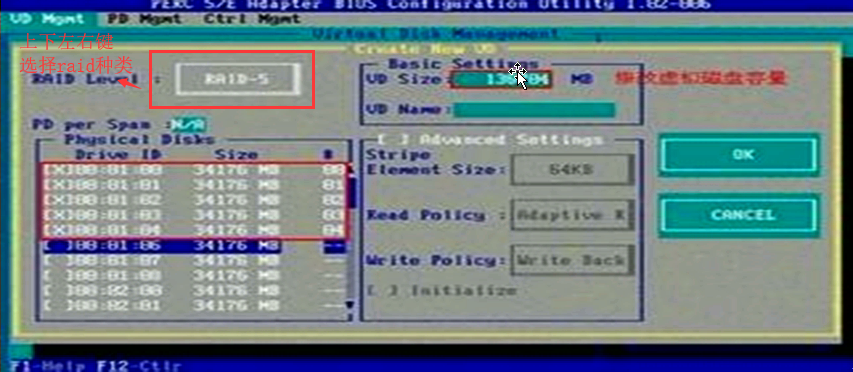 PERC 5/E Adapter BIOS Configuration Utility 1.02-006
VD Mgmt PD Mgmt Ctrl Mgmt
Virtual Disk Management
Create New VD
上下左右键
选择raid种类
RAID Level : RAID-5
Basic Settings
VD Size: MB 修改虚拟磁盘容量
VD Name:
PD per Span :N/A
Physical Disks
Drive ID Size #
[X]00:01:00 34176 MB 00
[X]00:01:01 34176 MB 01
[X]00:01:02 34176 MB 02
[X]00:01:03 34176 MB 03
[X]00:01:04 34176 MB 04
[ ]00:01:06 34176 MB --
[ ]00:01:07 34176 MB --
[ ]00:01:08 34176 MB --
[ ]00:02:00 34176 MB --
[ ]00:02:01 34176 MB --
[ ] Advanced Settings
Stripe
Element Size: 64KB
Read Policy : Adaptive R
Write Policy: Write Back
[ ] Initialize
OK
CANCEL
F1-Help F12-Ctlr